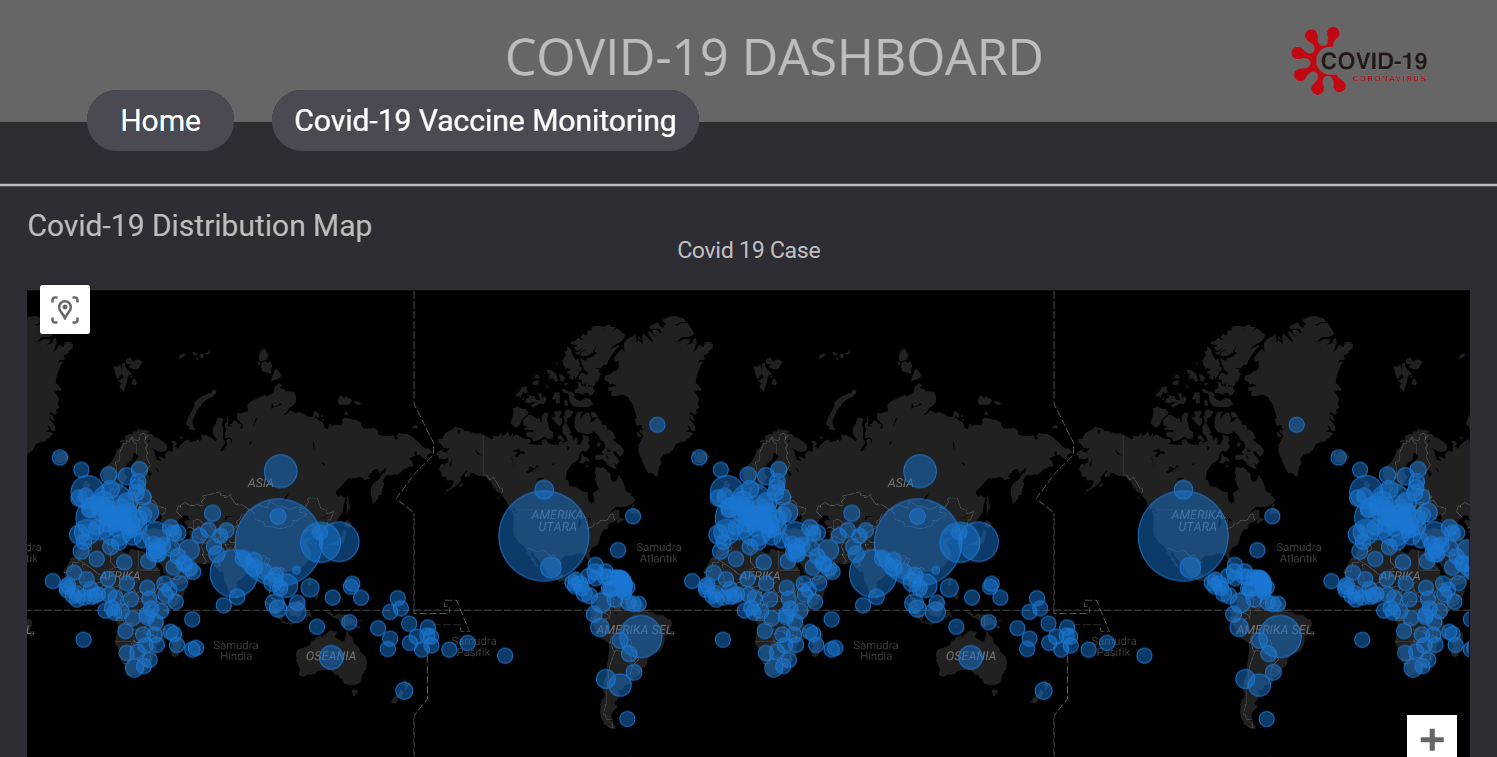 COVID-19 DASHBOARD
COVID-19
CORONAVIRUS
Home
Covid-19 Vaccine Monitoring
Covid-19 Distribution Map
Covid 19 Case
ASIA
ASIA
AMERIKA
UTARA
AMERIKA
UTARA
Samudra
Atlantik
Samudra
Atlantik
AFRIKA
AFRIKA
AFRIKA
AMERIKA SEL.
AMERIKA SEL.
Samudra
Hindia
OSEANIA
Samudra
Pasifik
Samudra
Hindia
OSEANIA
Samudra
Pasifik